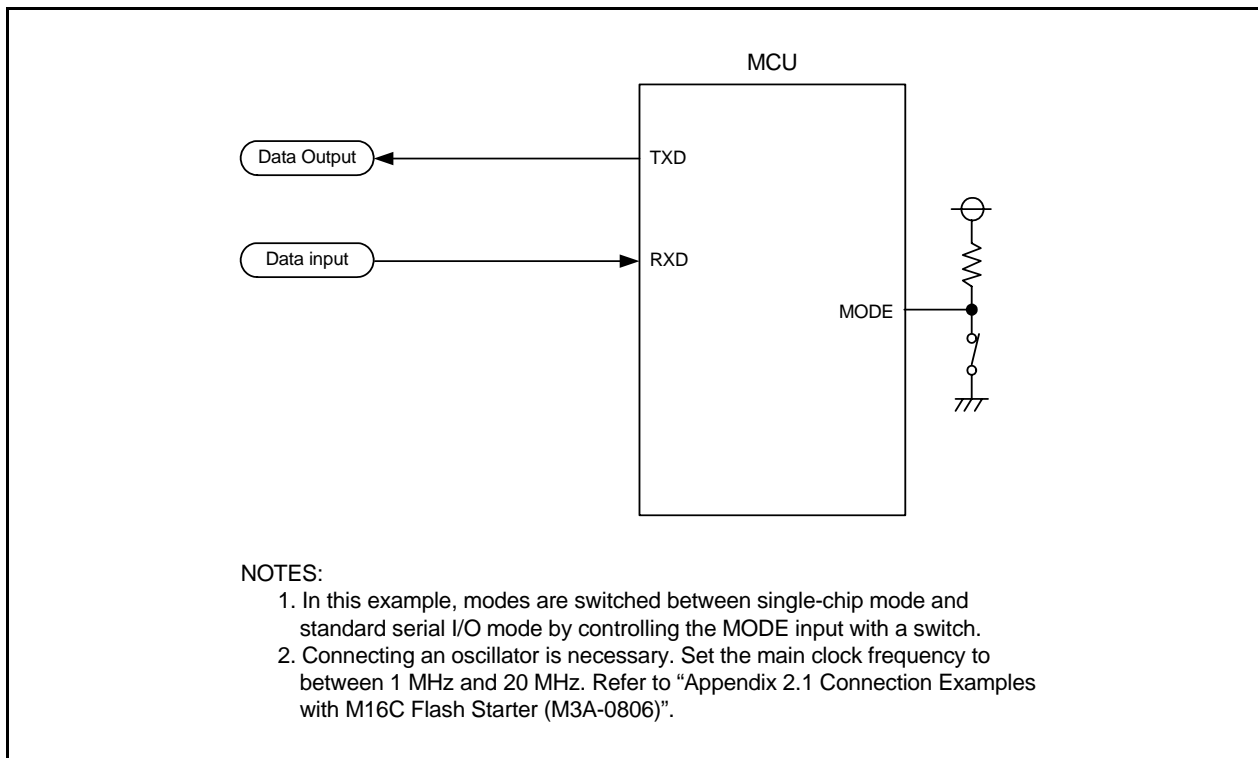 MCU
Data Output
TXD
Data input
RXD
MODE
NOTES:
1. In this example, modes are switched between single-chip mode and
standard serial I/O mode by controlling the MODE input with a switch.
2. Connecting an oscillator is necessary. Set the main clock frequency to
between 1 MHz and 20 MHz. Refer to “Appendix 2.1 Connection Examples
with M16C Flash Starter (M3A-0806)”.